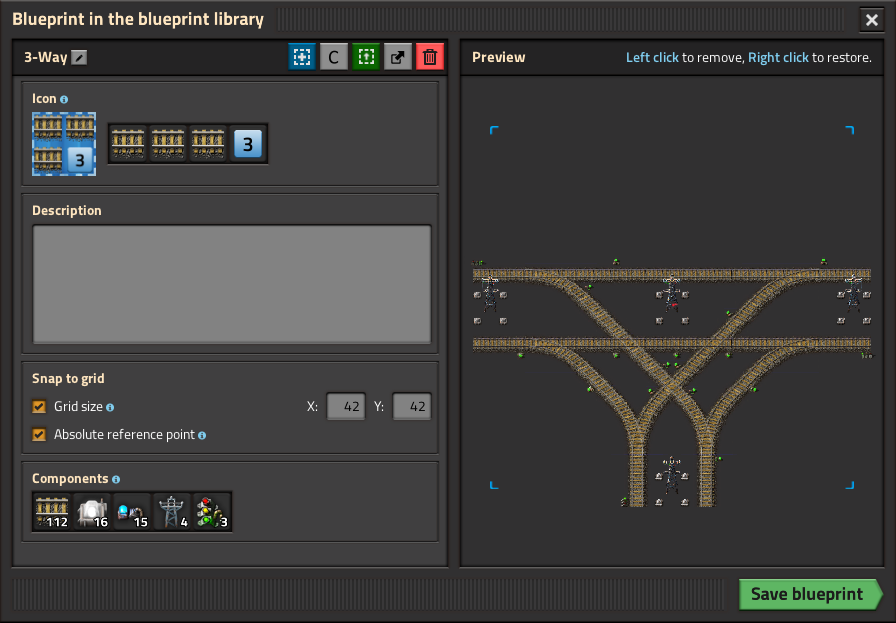 Blueprint in the blueprint library
3-Way
C
Icon
3
3
Description
Snap to grid
Grid size
X: 42 Y: 42
Absolute reference point
Components
112 16 15 4 3
Preview
Left click to remove, Right click to restore.
Save blueprint